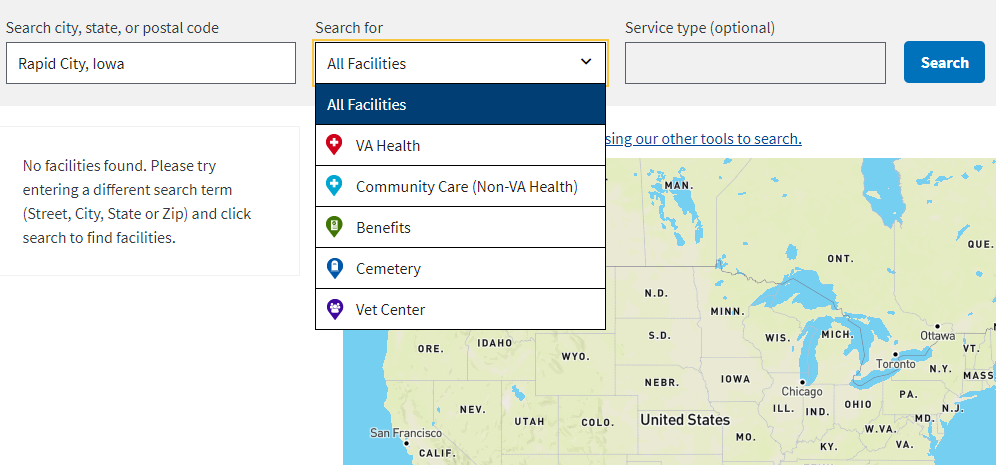 Search city, state, or postal code
Rapid City, Iowa
Search for
All Facilities
All Facilities
VA Health
Community Care (Non-VA Health)
Benefits
Cemetery
Vet Center
Service type (optional)
Search
No facilities found. Please try
entering a different search term
(Street, City, State or Zip) and click
search to find facilities.
sing our other tools to search.
MAN.
ONT.
QUE.
N.D.
MINN.
S.D.
WIS.
MICH.
Ottawa
VT.
ORE.
IDAHO
WYO.
Toronto
N.Y.
MASS
NEBR.
IOWA
Chicago
PA.
NEV.
UTAH
COLO.
United States
ILL.
IND.
OHIO
MD.
N.J.
San Francisco
CALIF.
MO.
KY.
W.VA.
VA.